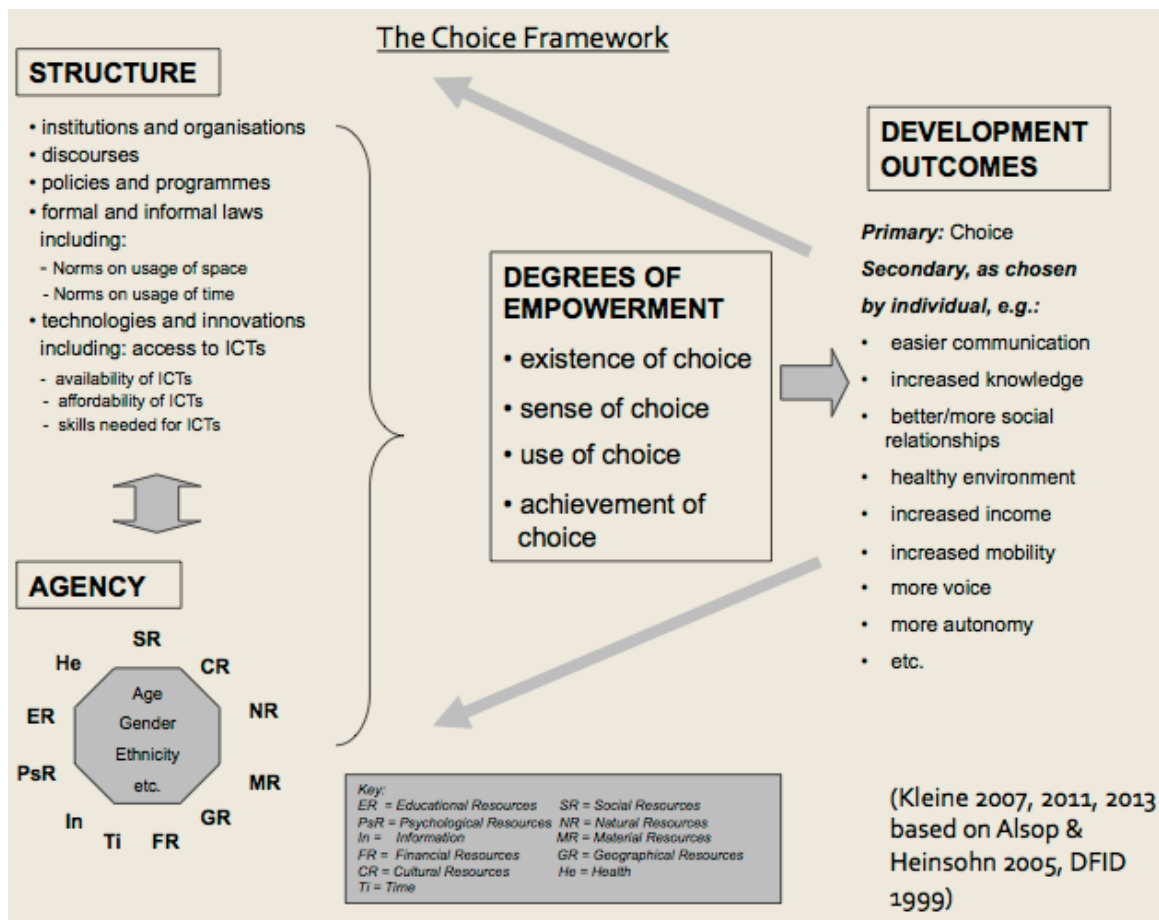 The Choice Framework
STRUCTURE
• institutions and organisations
• discourses
• policies and programmes
• formal and informal laws
including:
- Norms on usage of space
- Norms on usage of time
• technologies and innovations
including: access to ICTs
- availability of ICTs
- affordability of ICTs
- skills needed for ICTs
AGENCY
SR
He
CR
ER
NR
PsR
MR
In
GR
Ti
FR
Age
Gender
Ethnicity
etc.
DEGREES OF
EMPOWERMENT
• existence of choice
• sense of choice
• use of choice
• achievement of
choice
DEVELOPMENT
OUTCOMES
Primary: Choice
Secondary, as chosen
by individual, e.g.:
• easier communication
• increased knowledge
• better/more social
relationships
• healthy environment
• increased income
• increased mobility
• more voice
• more autonomy
• etc.
Key:
ER = Educational Resources SR = Social Resources
PsR = Psychological Resources NR = Natural Resources
In = Information MR = Material Resources
FR = Financial Resources GR = Geographical Resources
CR = Cultural Resources He = Health
Ti = Time
(Kleine 2007, 2011, 2013
based on Alsop &
Heinsohn 2005, DFID
1999)